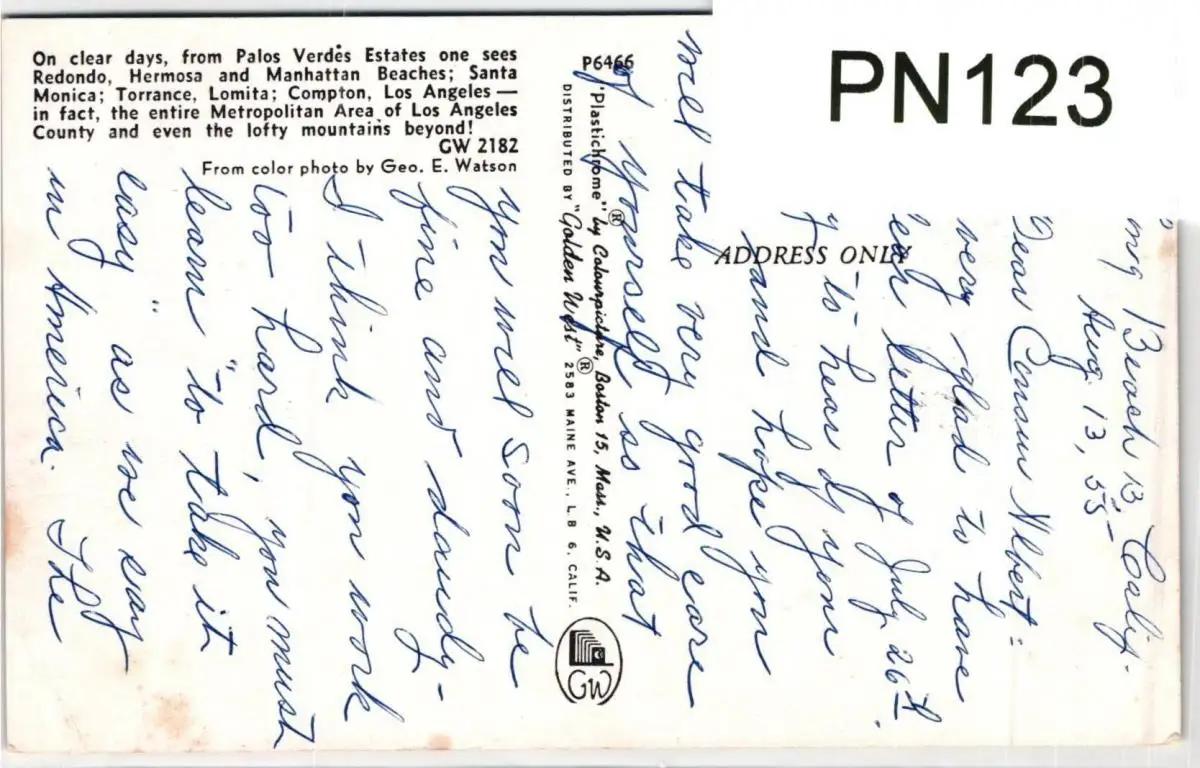 On clear days, from Palos Verdes Estates one sees
Redondo, Hermosa and Manhattan Beaches; Santa
Monica; Torrance, Lomita; Compton, Los Angeles —
in fact, the entire Metropolitan Area of Los Angeles
County and even the lofty mountains beyond!
GW 2182
From color photo by Geo. E. Watson
P6466
"Plastichrome"® by Colourpicture, Boston 15, Mass., U.S.A.
DISTRIBUTED BY "Golden West"® 2583 MAINE AVE., L B 6, CALIF.
GW
PN123
ADDRESS ONLY
ng Beach 13, Calif.
Aug. 13, 55
Dear Albert:
very glad to have
letter of July 26th.
to hear of your
and hope you
will take very good care
of yourself so that
you will soon be
fine and dandy-
I think you work
too hard, you must
learn "to take it
easy" as we say
in America. The